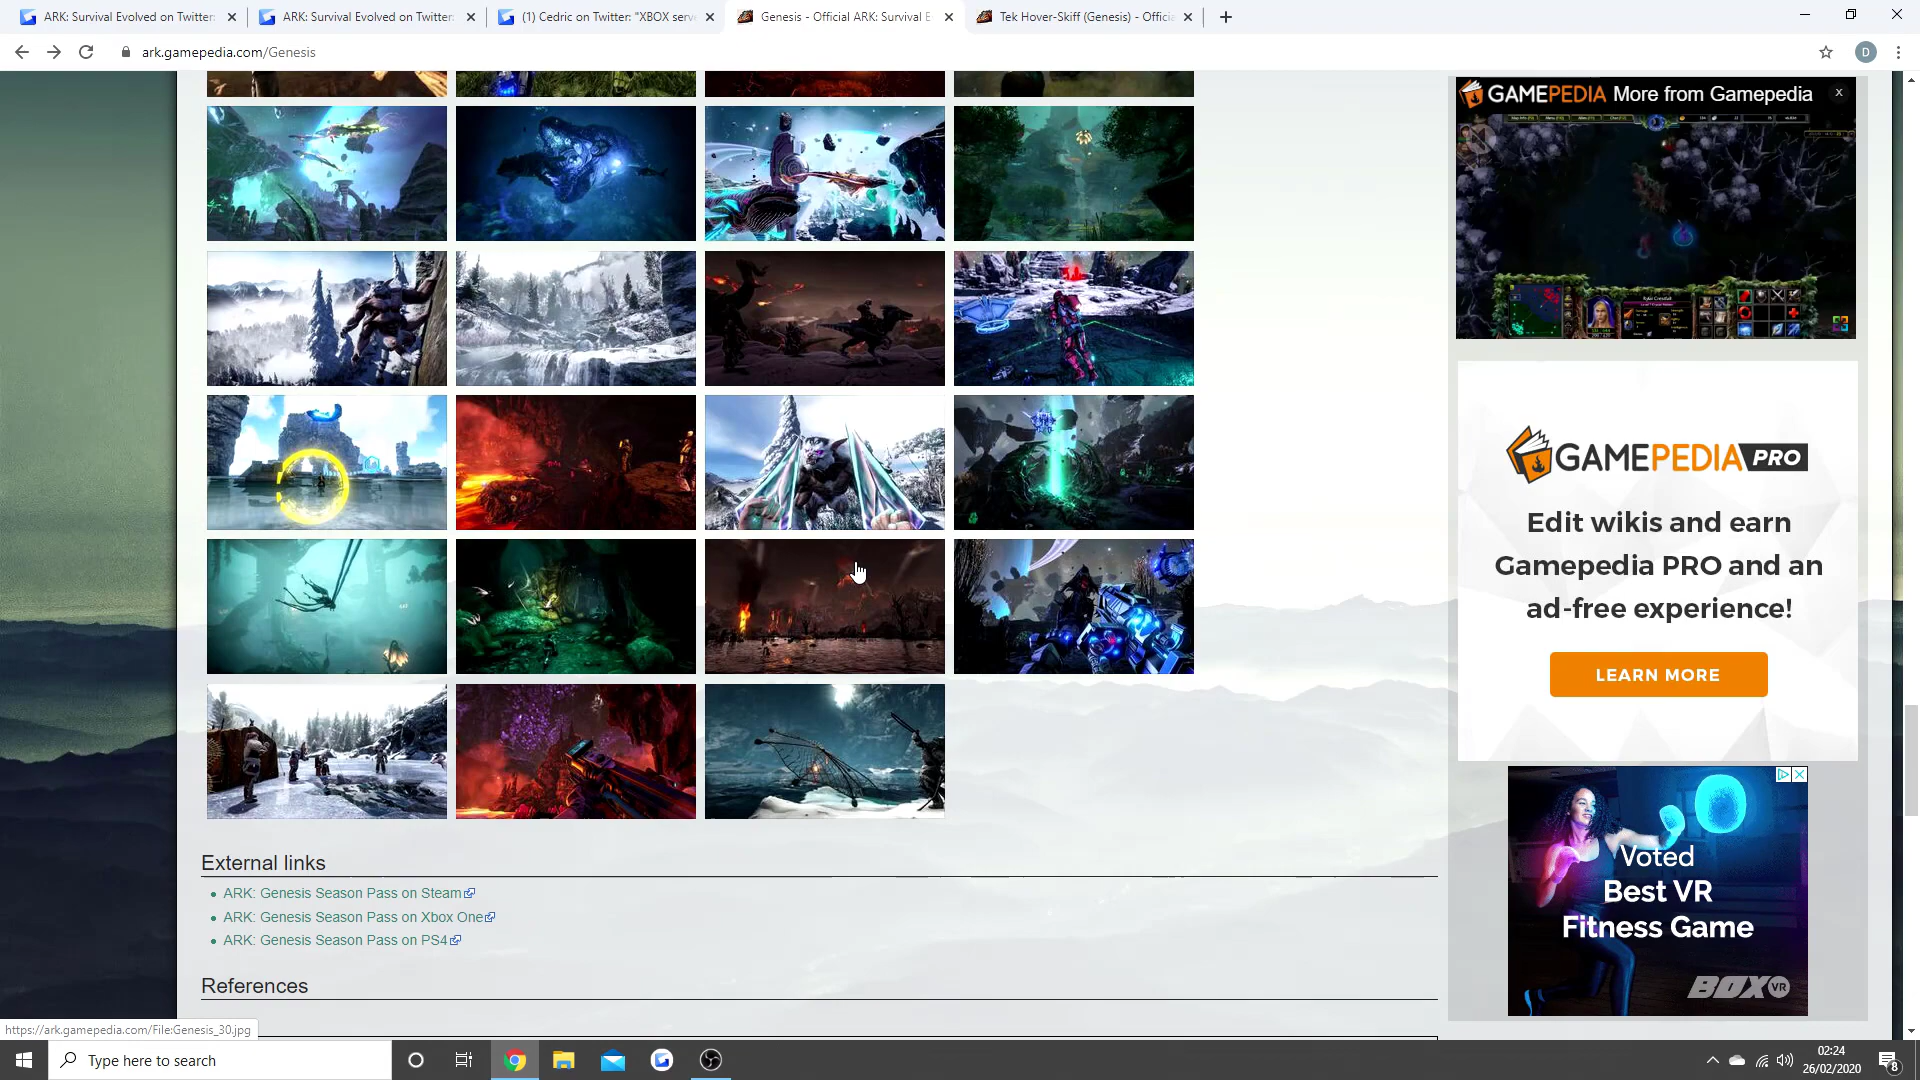 ARK: Survival Evolved on Twitter:
ARK: Survival Evolved on Twitter:
(1) Cedric on Twitter: "XBOX serv
Genesis - Official ARK: Survival E
Tek Hover-Skiff (Genesis) - Officia
ark.gamepedia.com/Genesis
D
GAMEPEDIA More from Gamepedia
x
GAMEPEDIA PRO
Edit wikis and earn
Gamepedia PRO and an
ad-free experience!
LEARN MORE
Voted
Best VR
Fitness Game
BOXVR
External links
ARK: Genesis Season Pass on Steam
ARK: Genesis Season Pass on Xbox One
ARK: Genesis Season Pass on PS4
References
https://ark.gamepedia.com/File:Genesis_30.jpg
Type here to search
02:24
26/02/2020
8